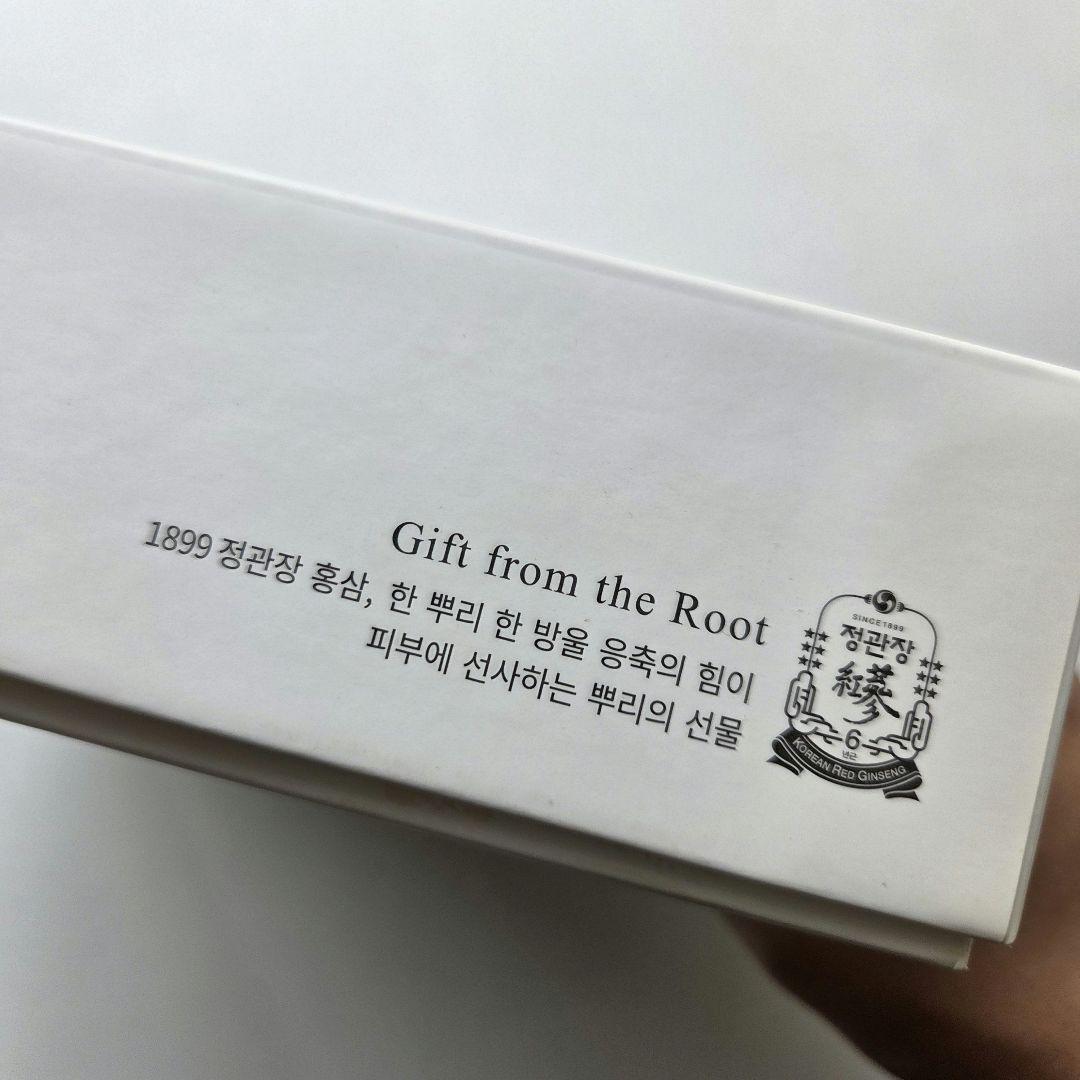 Gift from the Root
1899 정관장 홍삼, 한 뿌리 한 방울 응축의 힘이
피부에 선사하는 뿌리의 선물
SINCE1899
정관장
紅蔘
6
년근
KOREAN RED GINSENG